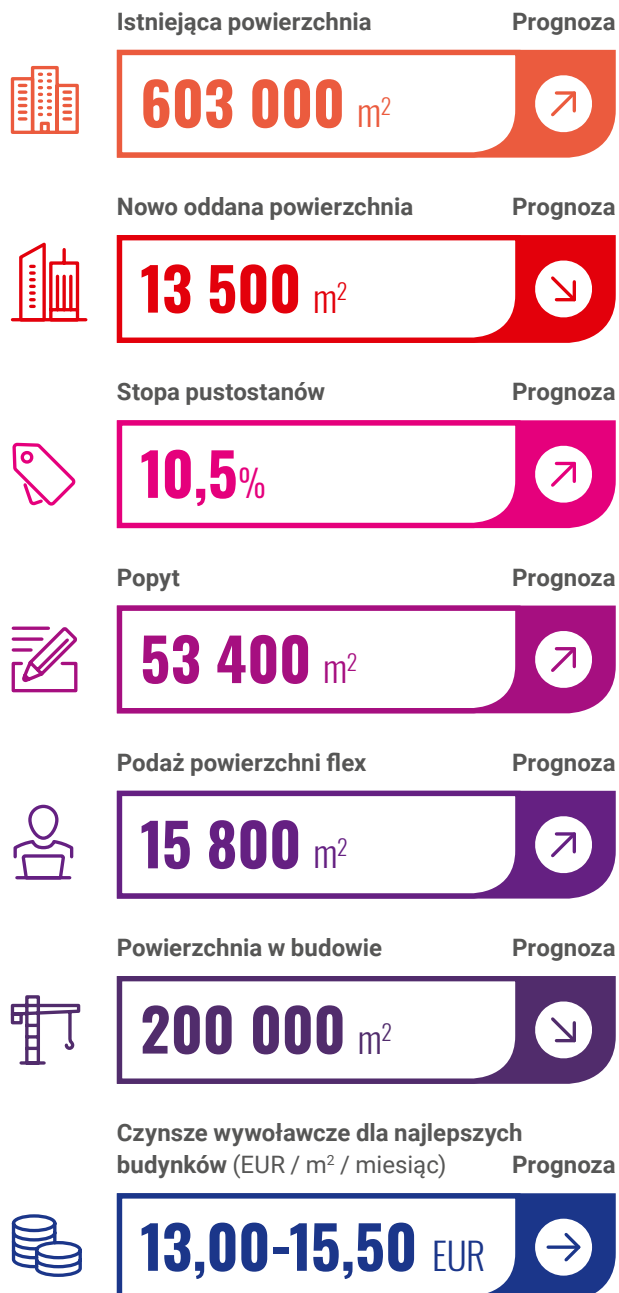 Istniejąca powierzchnia Prognoza
603 000 m²
Nowo oddana powierzchnia Prognoza
13 500 m²
Stopa pustostanów Prognoza
10,5%
Popyt Prognoza
53 400 m²
Podaż powierzchni flex Prognoza
15 800 m²
Powierzchnia w budowie Prognoza
200 000 m²
Czynsze wywoławcze dla najlepszych
budynków (EUR / m² / miesiąc) Prognoza
13,00-15,50 EUR